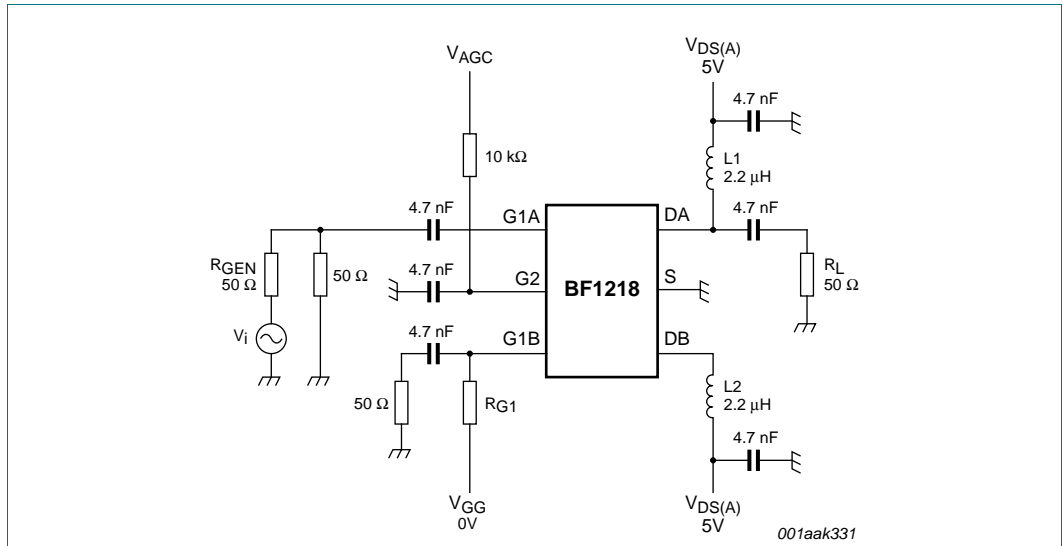 VAGC
VDS(A)
5V
4.7 nF
10 kΩ
L1
2.2 μH
4.7 nF
G1A
DA
4.7 nF
RGEN
50 Ω
50 Ω
4.7 nF
G2
BF1218
S
RL
50 Ω
Vi
4.7 nF
G1B
DB
50 Ω
RG1
L2
2.2 μH
4.7 nF
VGG
0V
VDS(A)
5V
001aak331